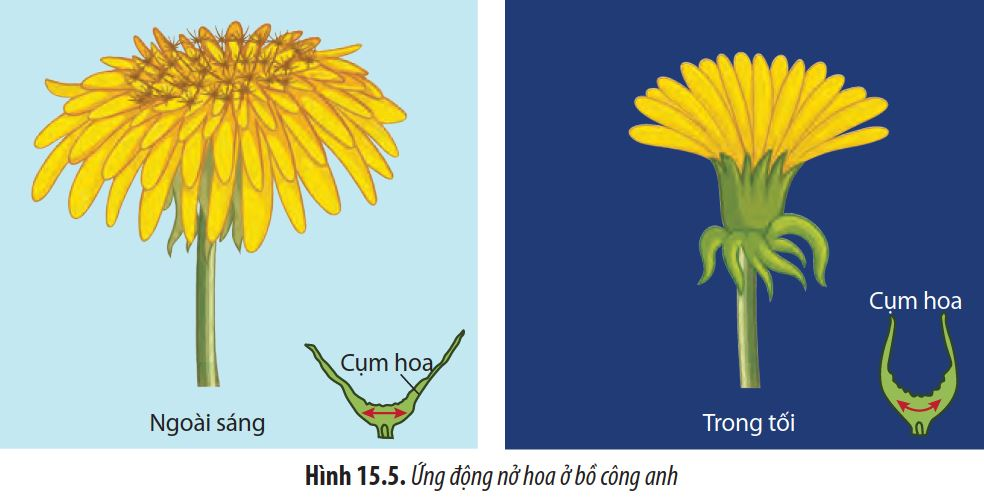 Cụm hoa
Ngoài sáng
Cụm hoa
Trong tối
Hình 15.5. Ứng động nở hoa ở bồ công anh